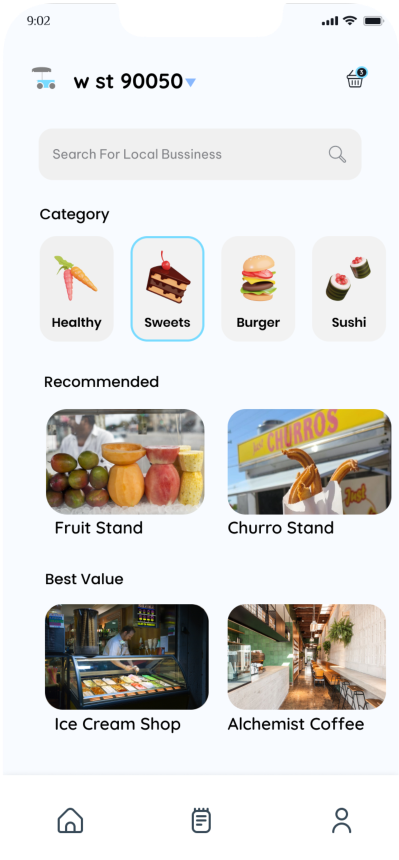 9:02
w st 90050
3
Search For Local Bussiness
Category
Healthy
Sweets
Burger
Sushi
Recommended
CHURROS
Just
Fruit Stand
Churro Stand
Best Value
Ice Cream Shop
Alchemist Coffee